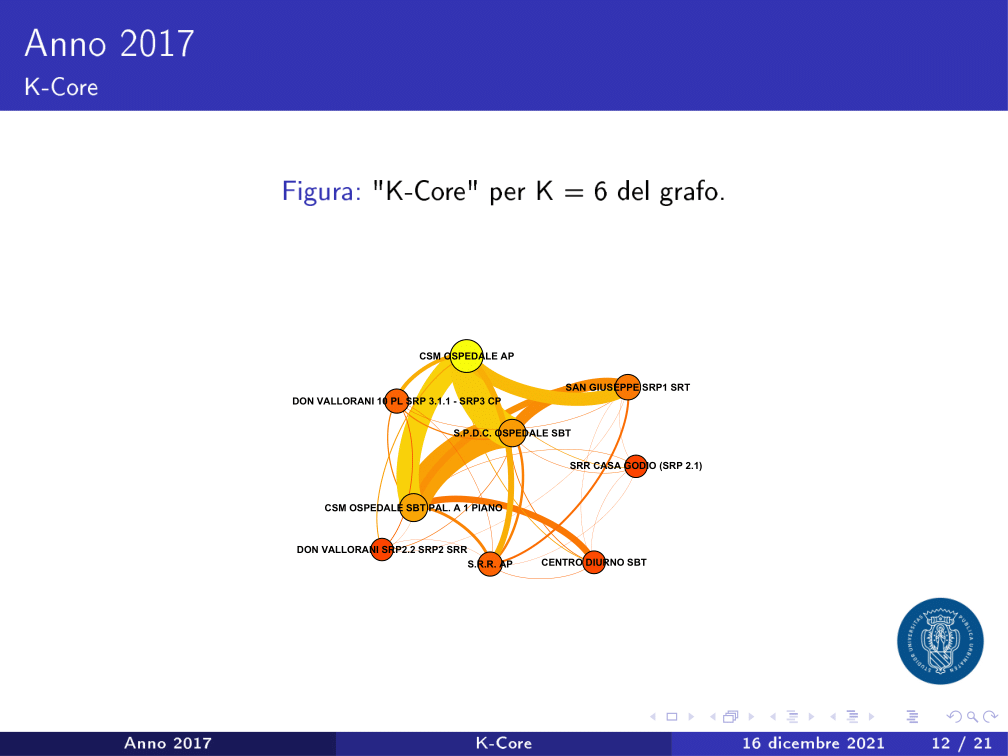 Anno 2017
K-Core
Figura: "K-Core" per K = 6 del grafo.
CSM OSPEDALE AP
SAN GIUSEPPE SRP1 SRT
DON VALLORANI 10 PL SRP 3.1.1 - SRP3 CP
S.P.D.C. OSPEDALE SBT
SRR CASA GODIO (SRP 2.1)
CSM OSPEDALE SBT PAL. A 1 PIANO
DON VALLORANI SRP2.2 SRP2 SRR
S.R.R. AP
CENTRO DIURNO SBT
Anno 2017
K-Core
16 dicembre 2021
12 / 21